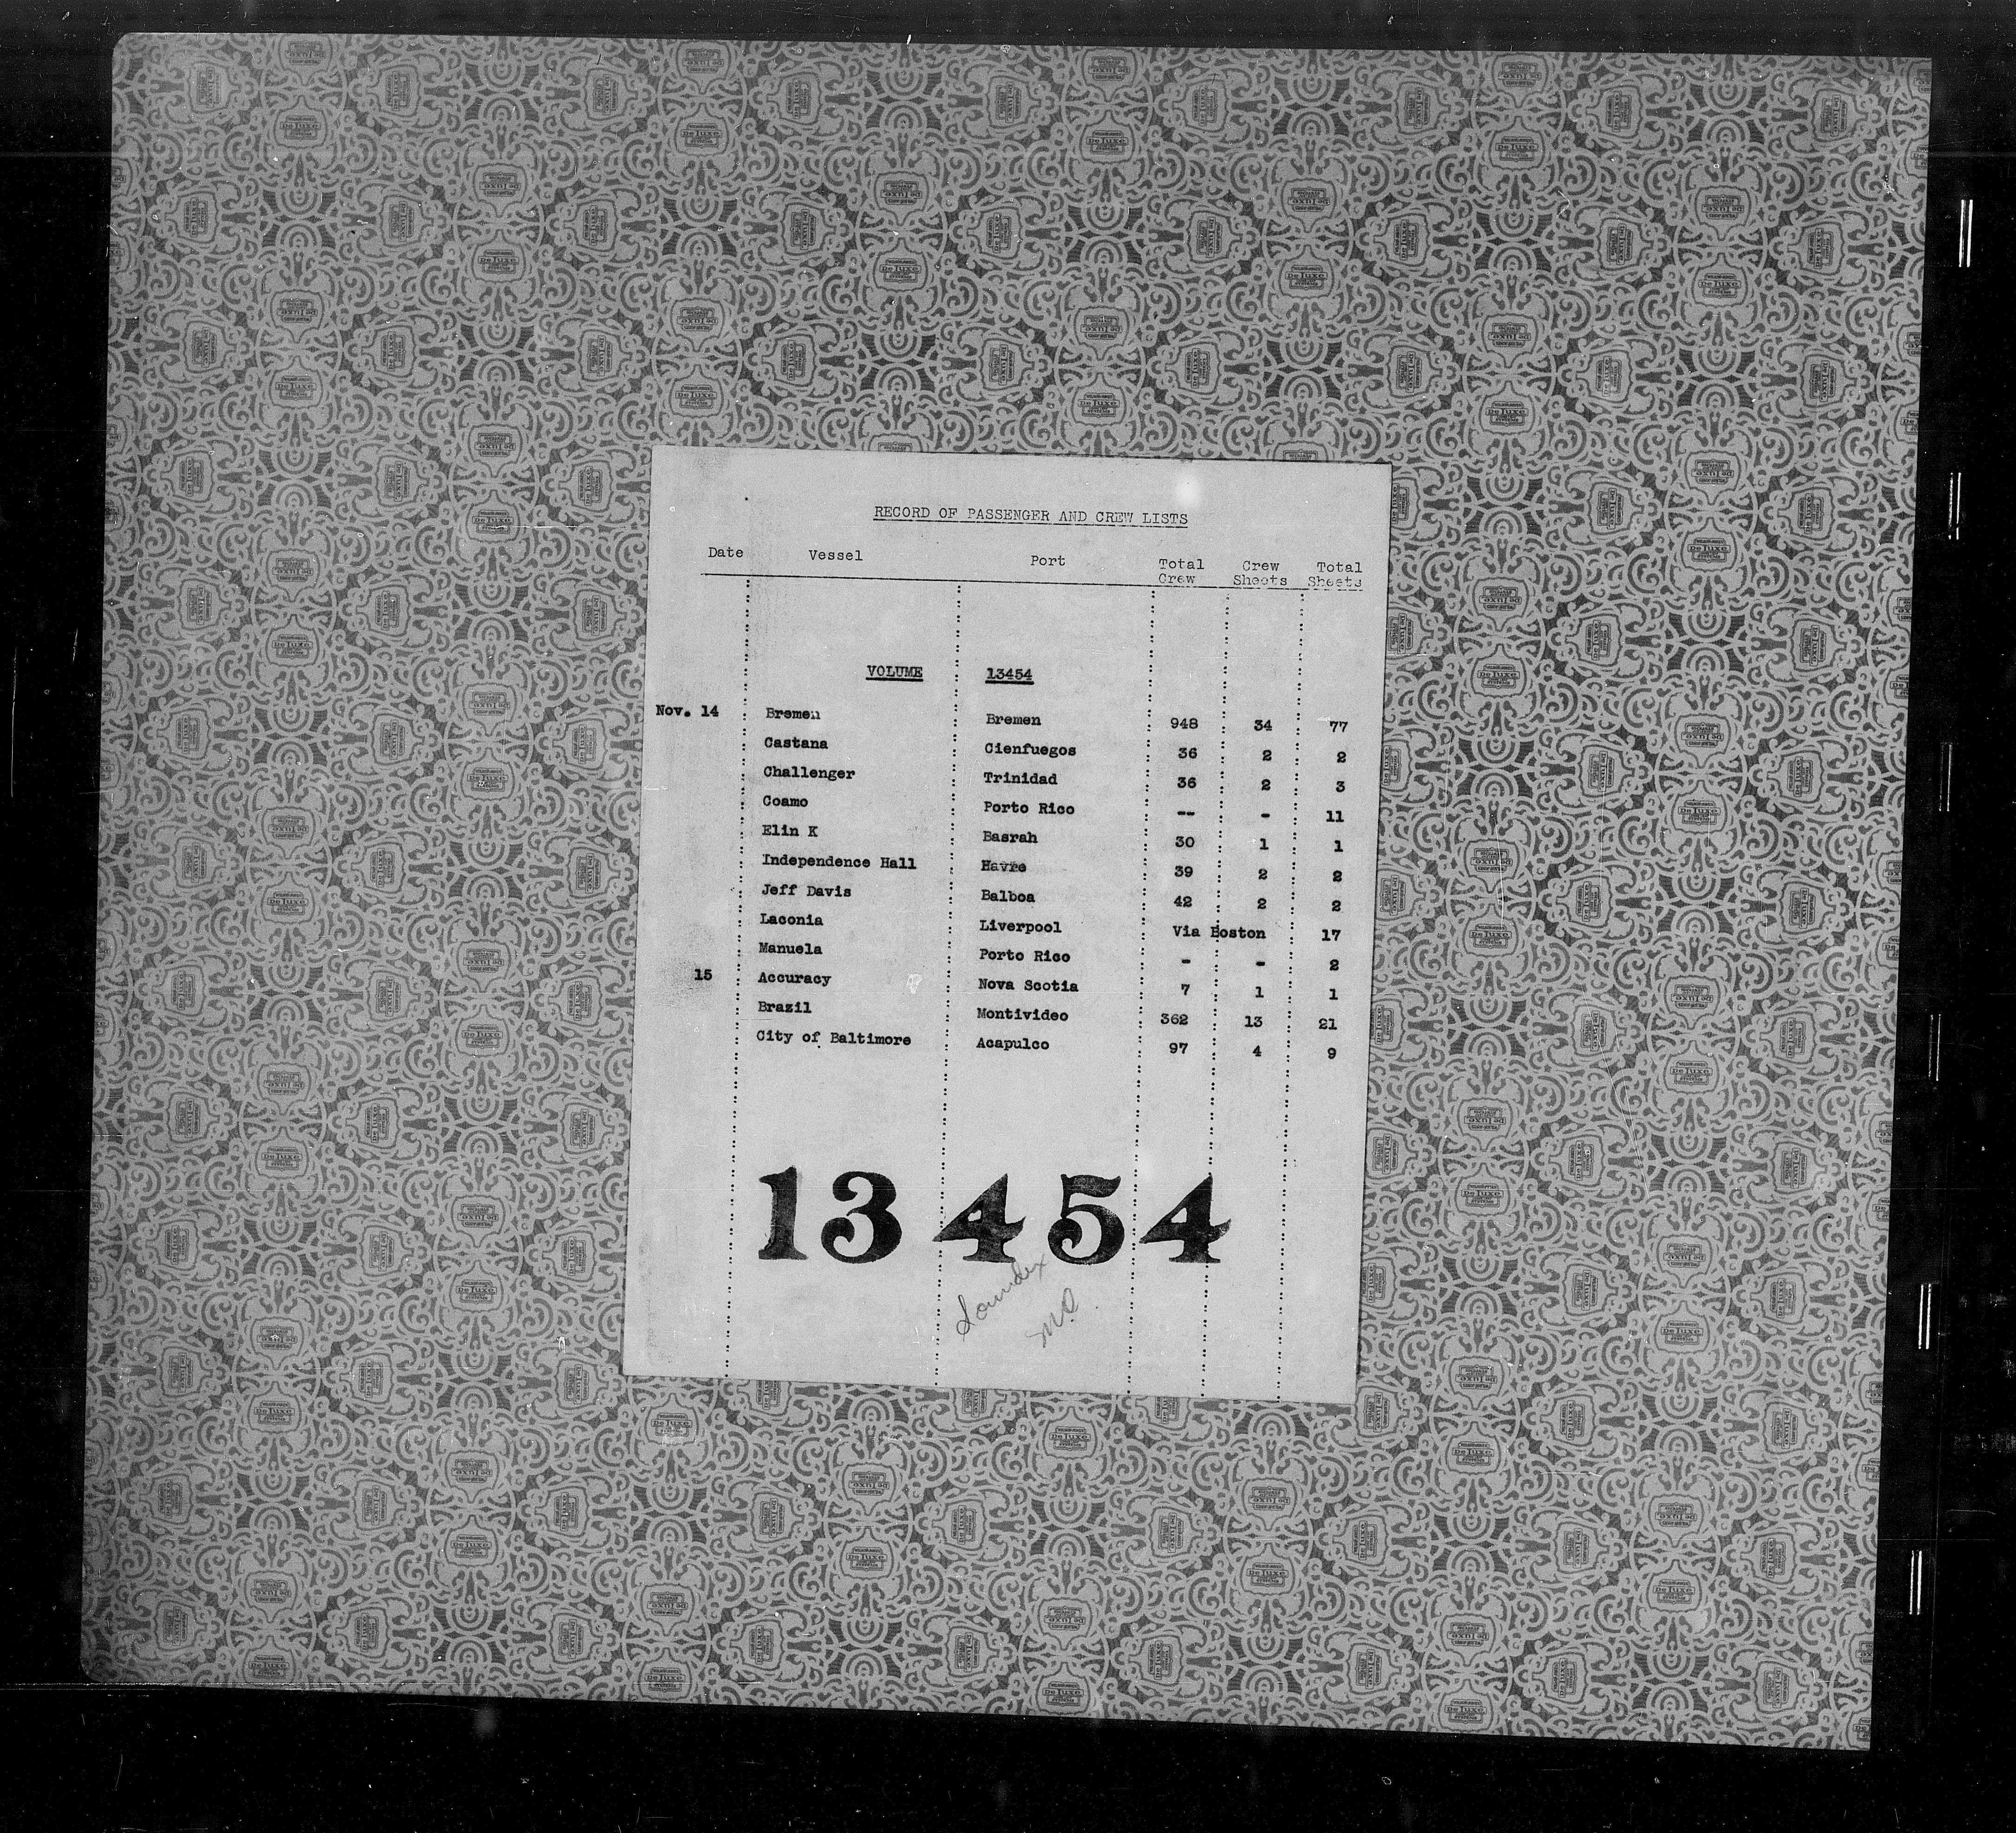 RECORD OF PASSENGER AND CREW LISTS
Date Vessel Port Total Crew Crew Sheets Total Sheets
VOLUME 13454
Nov. 14 Bremen Bremen 948 34 77
Castana Cienfuegos 36 2 2
Challenger Trinidad 36 2 3
Coamo Porto Rico -- - 11
Elin K Basrah 30 1 1
Independence Hall Havre 39 2 2
Jeff Davis Balboa 42 2 2
Laconia Liverpool Via Boston 17
Manuela Porto Rico - - 2
15 Accuracy Nova Scotia 7 1 1
Brazil Montivideo 362 13 21
City of Baltimore Acapulco 97 4 9
13454
Soundex